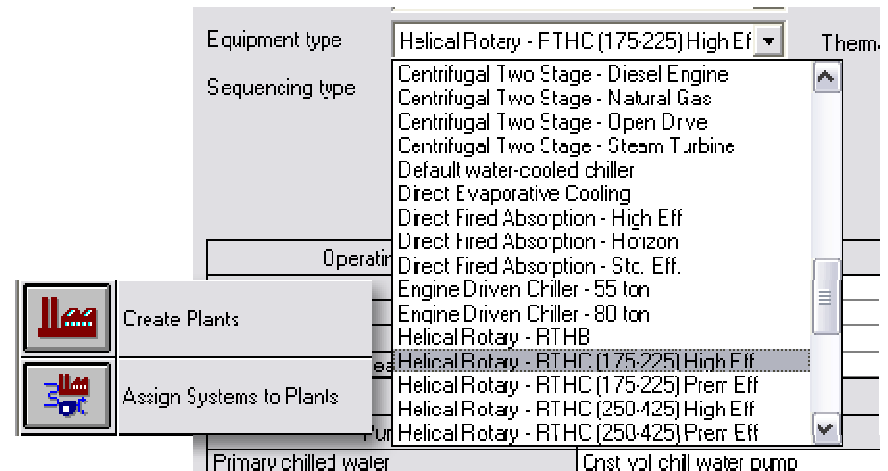 Equipment type
Helical Rotary - RTHC (175-225) High Ef
Therma
Sequencing type
Centrifugal Two Stage - Diesel Engine
Centrifugal Two Stage - Natural Gas
Centrifugal Two Stage - Open Drive
Centrifugal Two Stage - Steam Turbine
Default water-cooled chiller
Direct Evaporative Cooling
Direct Fired Absorption - High Eff
Direct Fired Absorption - Horizon
Direct Fired Absorption - Std. Eff.
Engine Driven Chiller - 55 ton
Engine Driven Chiller - 80 ton
Helical Rotary - RTHB
Helical Rotary - RTHC (175-225) High Eff
Helical Rotary - RTHC (175-225) Prem Eff
Helical Rotary - RTHC (250-425) High Eff
Helical Rotary - RTHC (250-425) Prem Eff
Operatin
Create Plants
Assign Systems to Plants
Pur
Primary chilled water
Cnst vol chill water pump